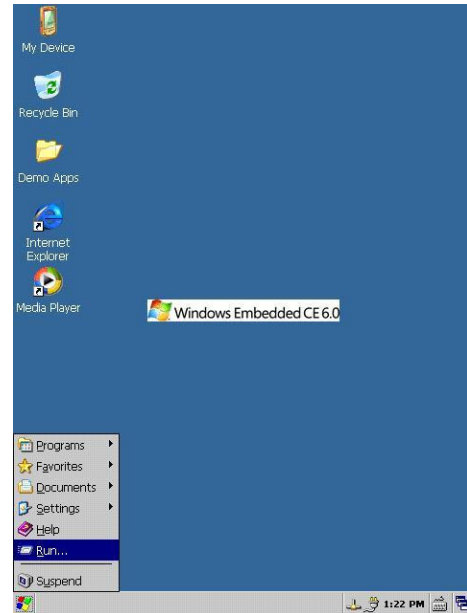 My Device
Recycle Bin
Demo Apps
Internet
Explorer
Media Player
Windows Embedded CE 6.0
Programs
Favorites
Documents
Settings
Help
Run...
Suspend
1:22 PM